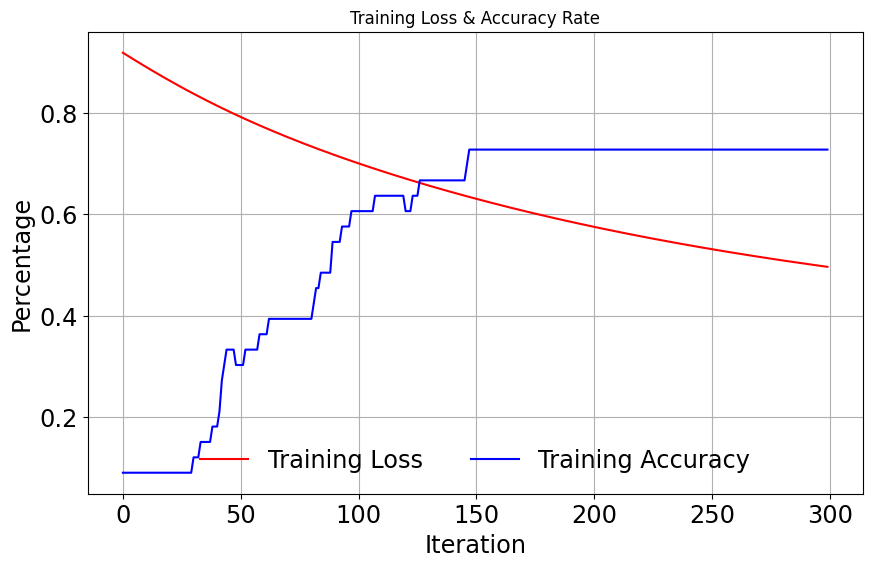 Training Loss & Accuracy Rate
Percentage
0.8
0.6
0.4
0.2
Training Loss
Training Accuracy
0 50 100 150 200 250 300
Iteration